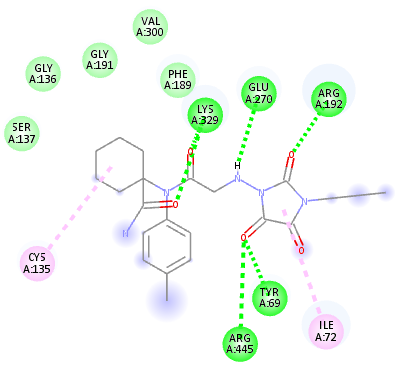 VAL
A:300
GLY
A:136
GLY
A:191
PHE
A:189
GLU
A:270
ARG
A:192
LYS
A:329
SER
A:137
O
O
H
N
N
O
N
N
N
O
O
CYS
A:135
TYR
A:69
ARG
A:445
ILE
A:72